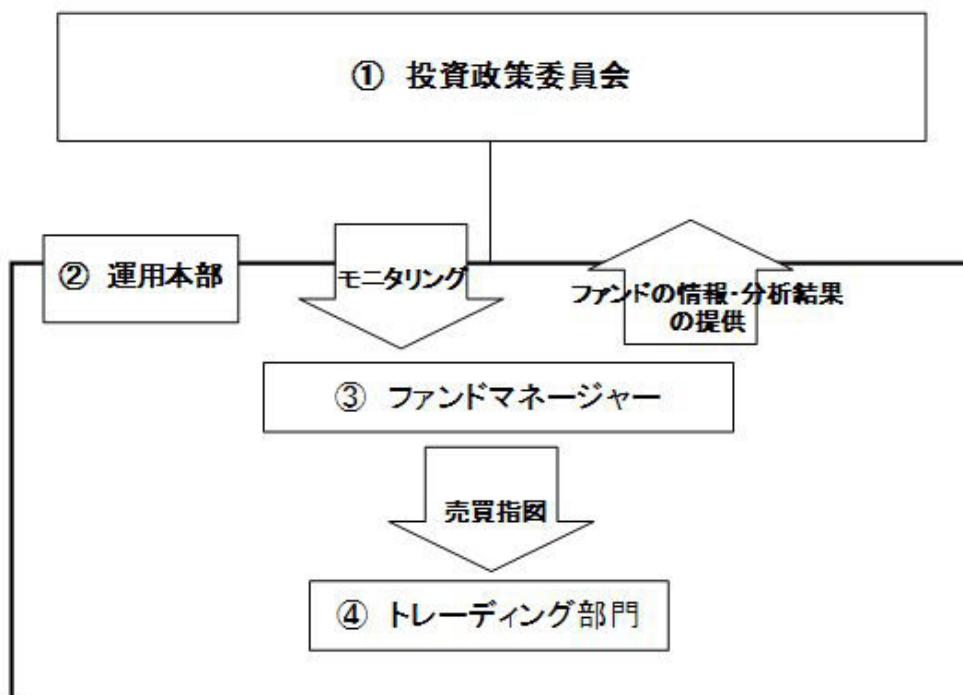 ① 投資政策委員会
② 運用本部
モニタリング
ファンドの情報・分析結果
の提供
③ ファンドマネージャー
売買指図
④ トレーディング部門